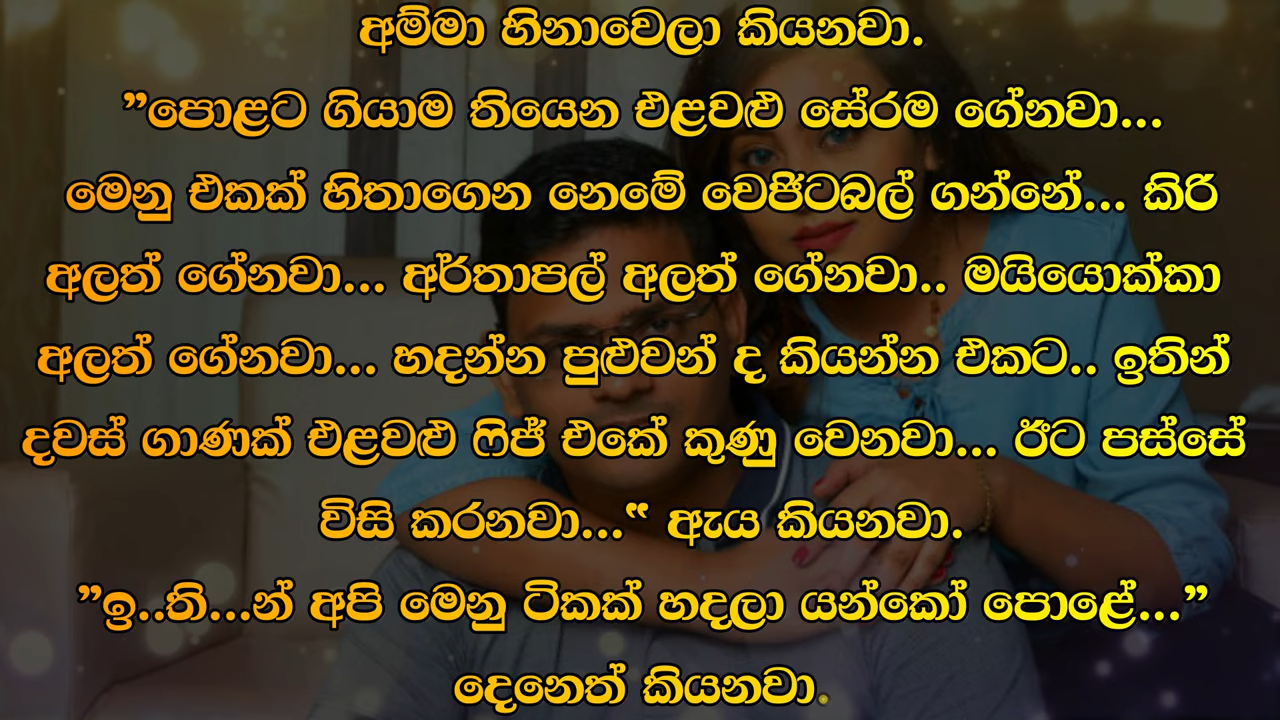 අම්මා හිනාවෙලා කියනවා.
”පොළට ගියාම තියෙන එළවළු සේරම ගේනවා...
මෙනු එකක් හිතාගෙන නෙමේ වෙජිටබල් ගන්නේ... කිරි
අලත් ගේනවා... අර්තාපල් අලත් ගේනවා.. මයියොක්කා
අලත් ගේනවා... හදන්න පුළුවන් ද කියන්න එකට.. ඉතින්
දවස් ගාණක් එළවළු ෆ්‍රිජ් එකේ කුණු වෙනවා... ඊට පස්සේ
විසි කරනවා...“ ඇය කියනවා.
”ඉ..ති...න් අපි මෙනු ටිකක් හදලා යන්කෝ පොළේ...”
දෙනෙත් කියනවා.